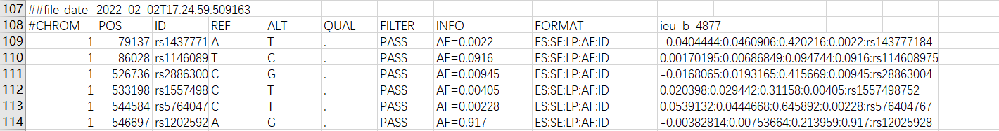 107 ##file_date=2022-02-02T17:24:59.509163
108 #CHROM POS ID REF ALT QUAL FILTER INFO FORMAT ieu-b-4877
109 1 79137 rs1437771 A T . PASS AF=0.0022 ES:SE:LP:AF:ID -0.0404444:0.0460906:0.420216:0.0022:rs143777184
110 1 86028 rs1146089 T C . PASS AF=0.0916 ES:SE:LP:AF:ID 0.00170195:0.00686849:0.094744:0.0916:rs114608975
111 1 526736 rs2886300 C G . PASS AF=0.00945 ES:SE:LP:AF:ID -0.0168065:0.0193165:0.415669:0.00945:rs28863004
112 1 533198 rs1557498 C T . PASS AF=0.00405 ES:SE:LP:AF:ID 0.020398:0.029442:0.31158:0.00405:rs1557498752
113 1 544584 rs5764047 C T . PASS AF=0.00228 ES:SE:LP:AF:ID 0.0539132:0.0444668:0.645892:0.00228:rs576404767
114 1 546697 rs1202592 A G . PASS AF=0.917 ES:SE:LP:AF:ID -0.00382814:0.00753664:0.213959:0.917:rs12025928